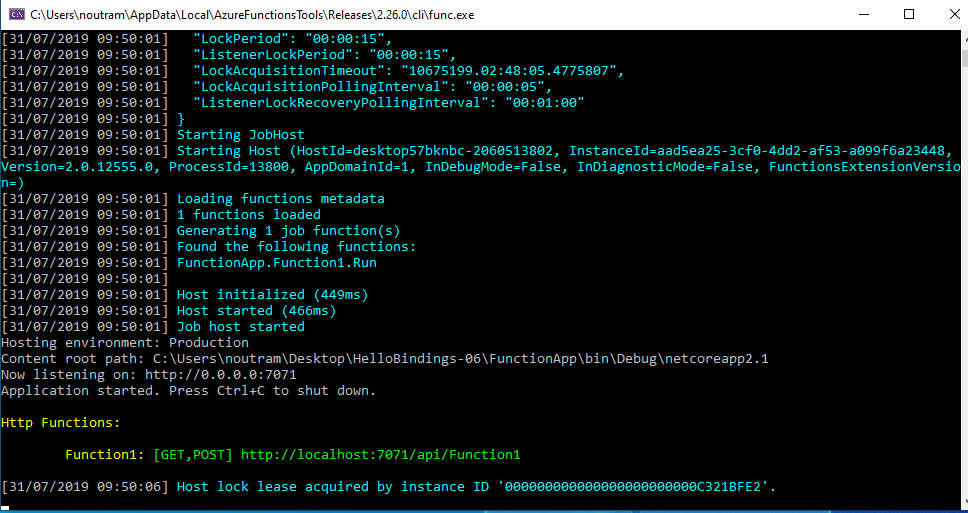 C:\Users\noutram\AppData\Local\AzureFunctionsTools\Releases\2.26.0\cli\func.exe
[31/07/2019 09:50:01]   "LockPeriod": "00:00:15",
[31/07/2019 09:50:01]   "ListenerLockPeriod": "00:00:15",
[31/07/2019 09:50:01]   "LockAcquisitionTimeout": "10675199.02:48:05.4775807",
[31/07/2019 09:50:01]   "LockAcquisitionPollingInterval": "00:00:05",
[31/07/2019 09:50:01]   "ListenerLockRecoveryPollingInterval": "00:01:00"
[31/07/2019 09:50:01] }
[31/07/2019 09:50:01] Starting JobHost
[31/07/2019 09:50:01] Starting Host (HostId=desktop57bknbc-2060513802, InstanceId=aad5ea25-3cf0-4dd2-af53-a099f6a23448,
Version=2.0.12555.0, ProcessId=13800, AppDomainId=1, InDebugMode=False, InDiagnosticMode=False, FunctionsExtensionVersio
n=)
[31/07/2019 09:50:01] Loading functions metadata
[31/07/2019 09:50:01] 1 functions loaded
[31/07/2019 09:50:01] Generating 1 job function(s)
[31/07/2019 09:50:01] Found the following functions:
[31/07/2019 09:50:01] FunctionApp.Function1.Run
[31/07/2019 09:50:01]
[31/07/2019 09:50:01] Host initialized (449ms)
[31/07/2019 09:50:01] Host started (466ms)
[31/07/2019 09:50:01] Job host started
Hosting environment: Production
Content root path: C:\Users\noutram\Desktop\HelloBindings-06\FunctionApp\bin\Debug\netcoreapp2.1
Now listening on: http://0.0.0.0:7071
Application started. Press Ctrl+C to shut down.
Http Functions:
Function1: [GET,POST] http://localhost:7071/api/Function1
[31/07/2019 09:50:06] Host lock lease acquired by instance ID '000000000000000000000000C321BFE2'.